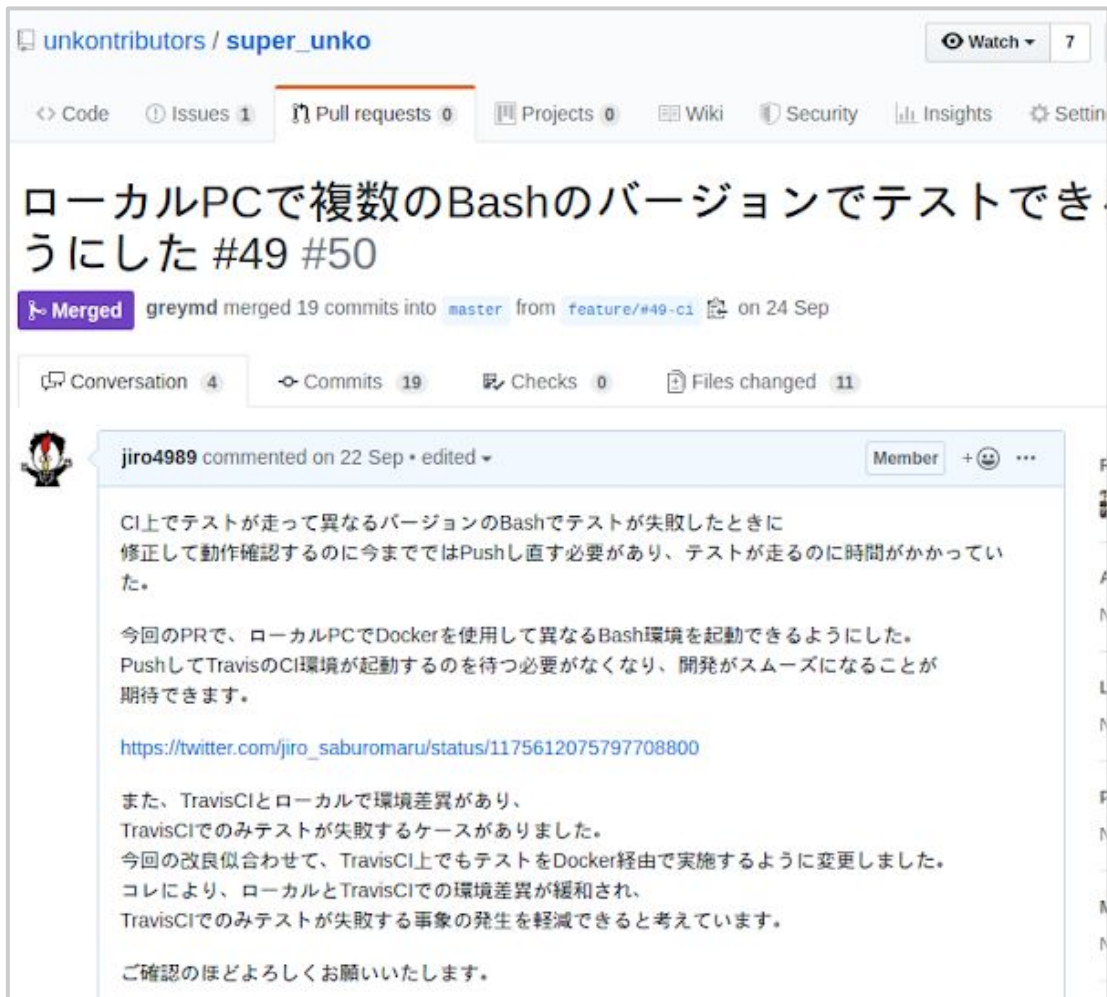 unkontributors / super_unko
Watch 7
Code Issues 1 Pull requests 0 Projects 0 Wiki Security Insights Settin
ローカルPCで複数のBashのバージョンでテストでき
うにした #49 #50
Merged greymd merged 19 commits into master from feature/#49-ci on 24 Sep
Conversation 4 Commits 19 Checks 0 Files changed 11
jiro4989 commented on 22 Sep • edited Member
CI上でテストが走って異なるバージョンのBashでテストが失敗したときに
修正して動作確認するのに今までではPushし直す必要があり、テストが走るのに時間がかかってい
た。
今回のPRで、ローカルPCでDockerを使用して異なるBash環境を起動できるようにした。
PushしてTravisのCI環境が起動するのを待つ必要がなくなり、開発がスムーズになることが
期待できます。
https://twitter.com/jiro_saburomaru/status/1175612075797708800
また、TravisCIとローカルで環境差異があり、
TravisCIでのみテストが失敗するケースがありました。
今回の改良似合わせて、TravisCI上でもテストをDocker経由で実施するように変更しました。
コレにより、ローカルとTravisCIでの環境差異が緩和され、
TravisCIでのみテストが失敗する事象の発生を軽減できると考えています。
ご確認のほどよろしくお願いいたします。